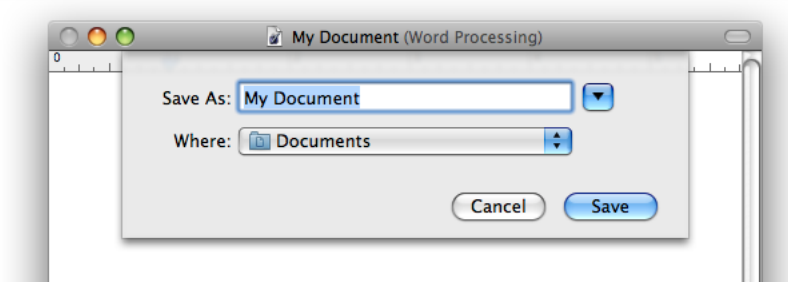 My Document (Word Processing)
0
Save As: My Document
Where: Documents
Cancel Save